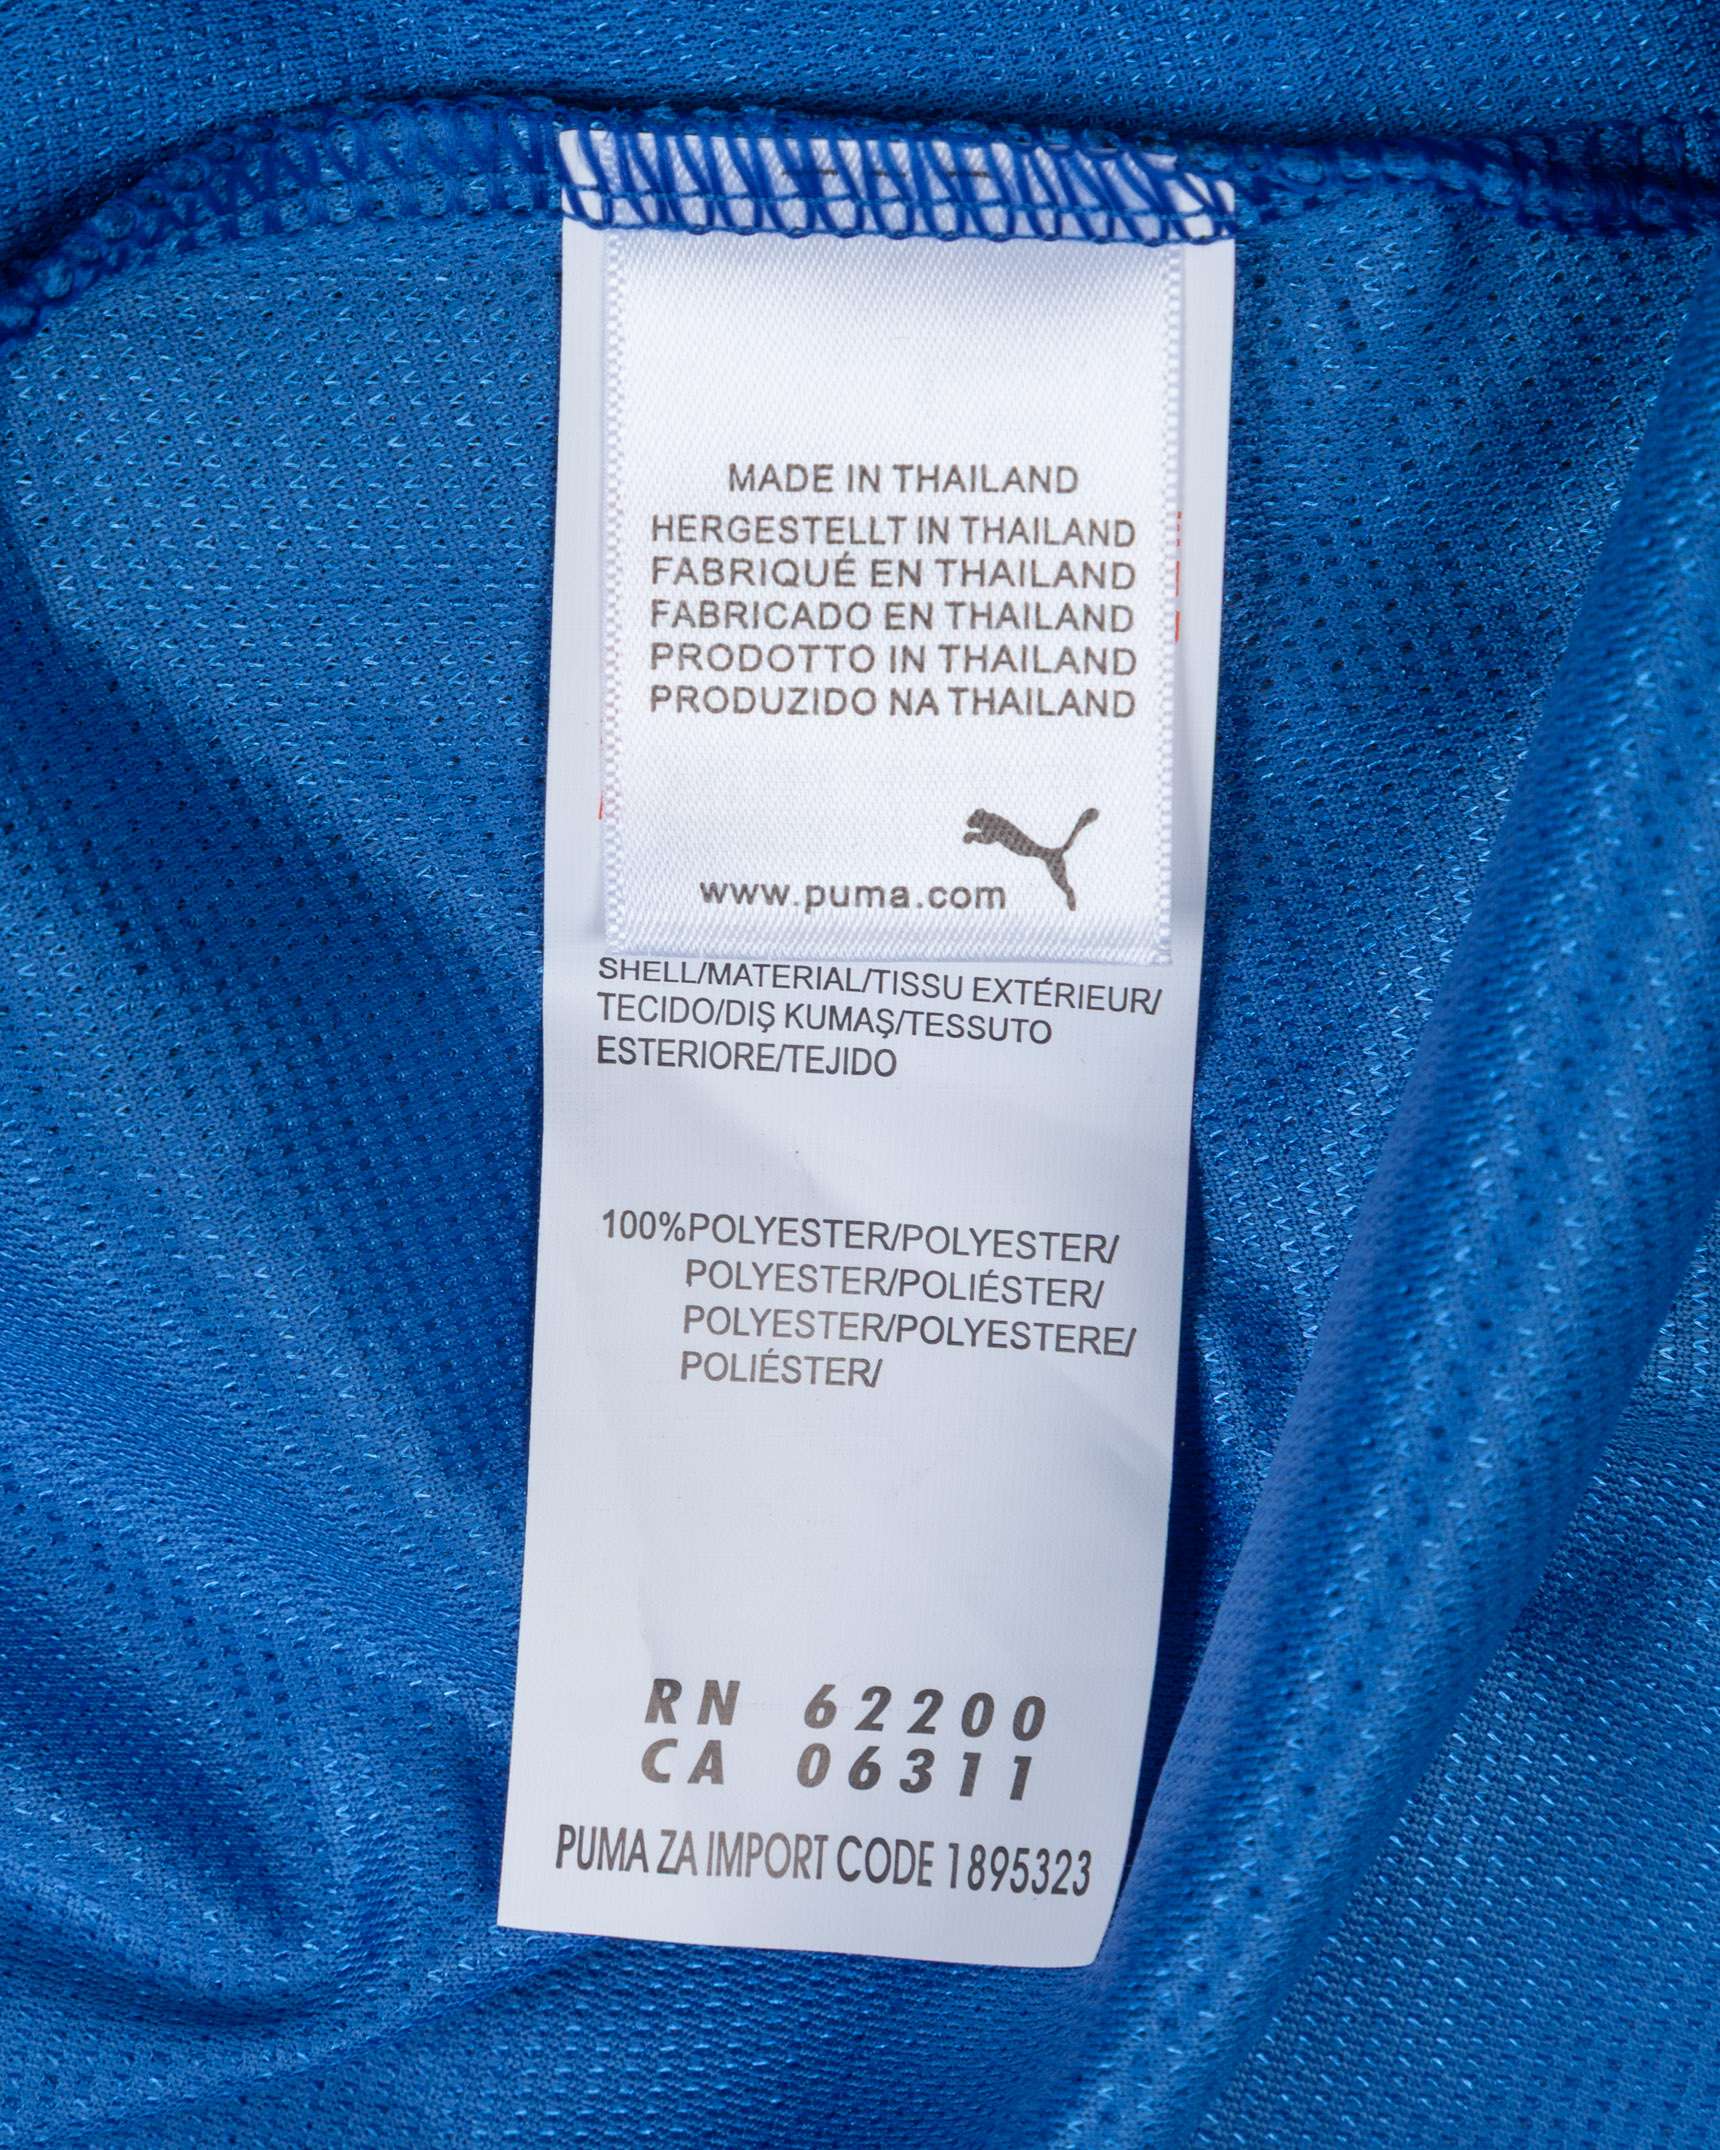 MADE IN THAILAND
HERGESTELLT IN THAILAND
FABRIQUÉ EN THAILAND
FABRICADO EN THAILAND
PRODOTTO IN THAILAND
PRODUZIDO NA THAILAND
www.puma.com
SHELL/MATERIAL/TISSU EXTÉRIEUR/
TECIDO/DIŞ KUMAŞ/TESSUTO
ESTERIORE/TEJIDO
100%POLYESTER/POLYESTER/
POLYESTER/POLIÉSTER/
POLYESTER/POLYESTERE/
POLIÉSTER/
RN 62200
CA 06311
PUMA ZA IMPORT CODE 1895323